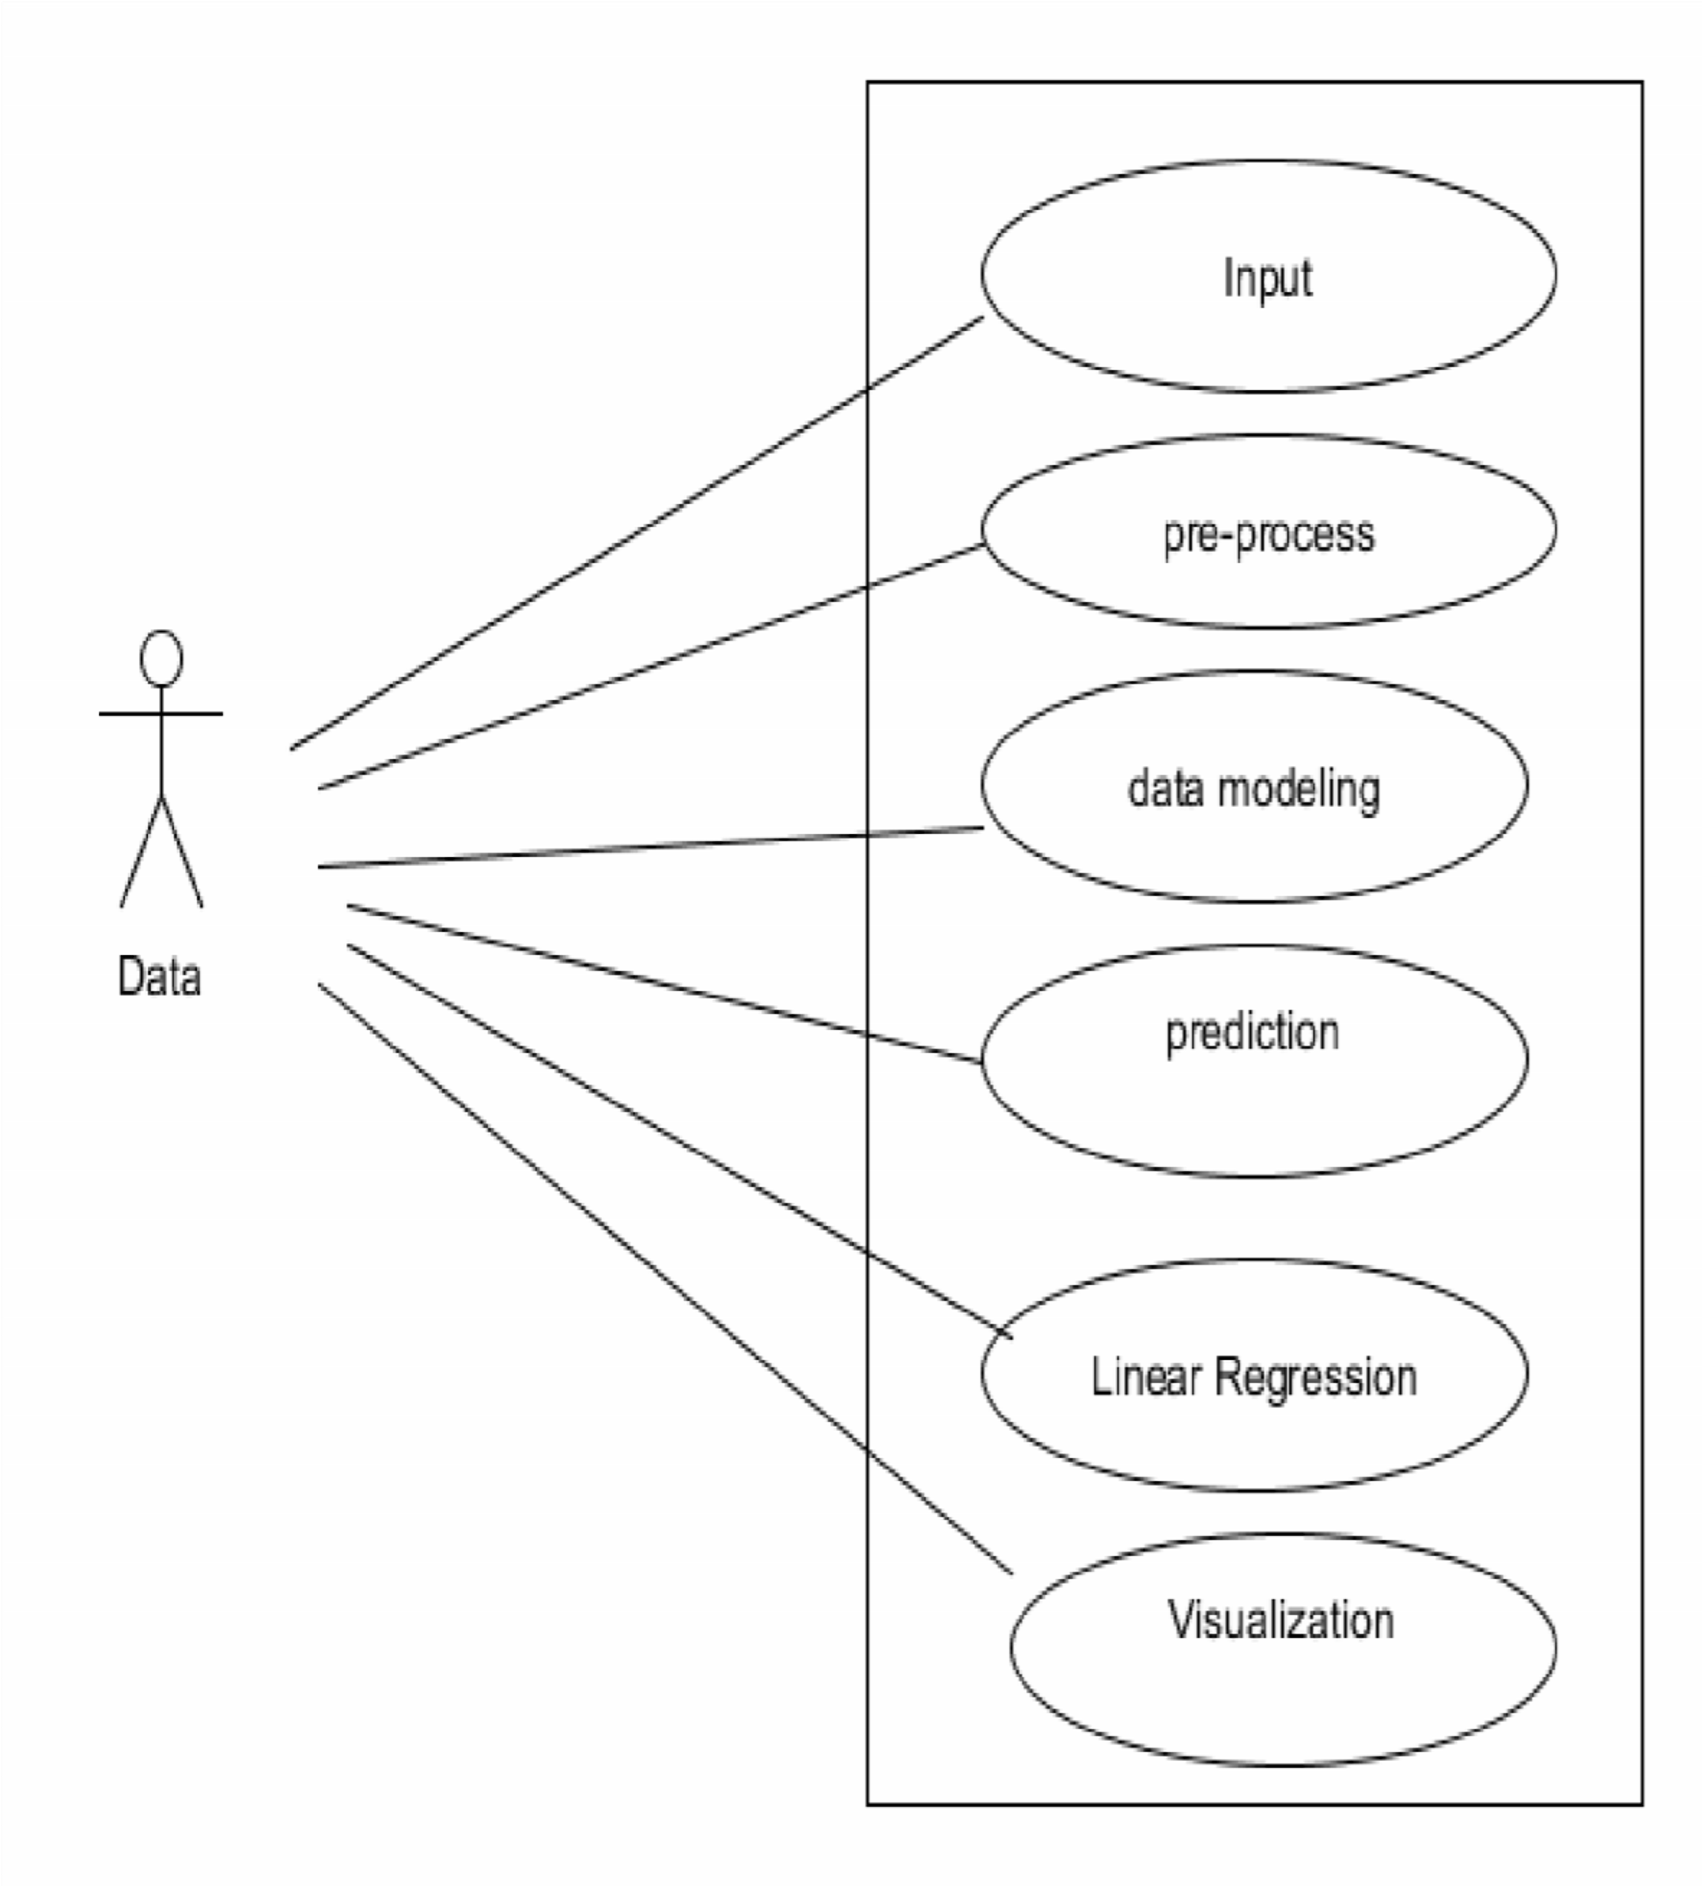 Input
pre-process
data modeling
Data
prediction
Linear Regression
Visualization